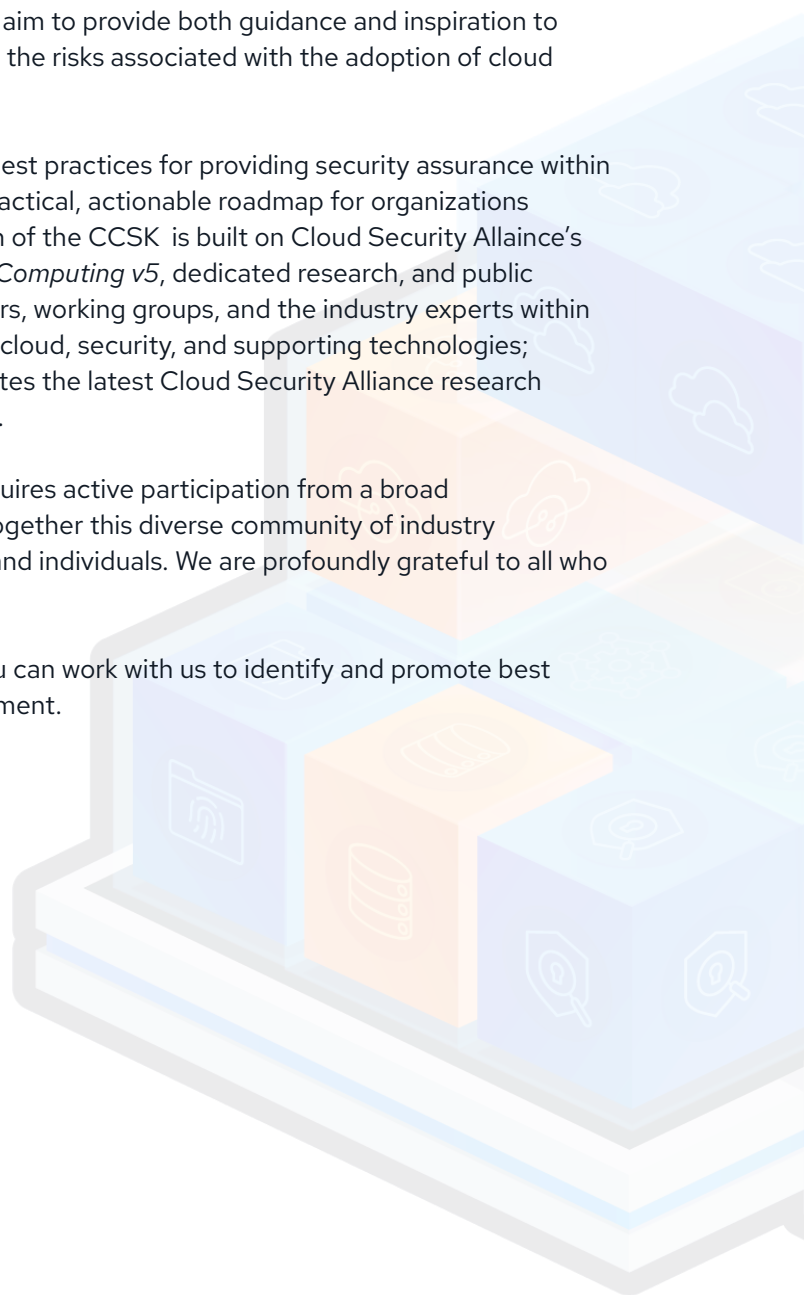 aim to provide both guidance and inspiration to
the risks associated with the adoption of cloud
est practices for providing security assurance within
actical, actionable roadmap for organizations
n of the CCSK is built on Cloud Security Allaince’s
Computing v5, dedicated research, and public
rs, working groups, and the industry experts within
cloud, security, and supporting technologies;
tes the latest Cloud Security Alliance research
.
uires active participation from a broad
ogether this diverse community of industry
and individuals. We are profoundly grateful to all who
u can work with us to identify and promote best
ment.